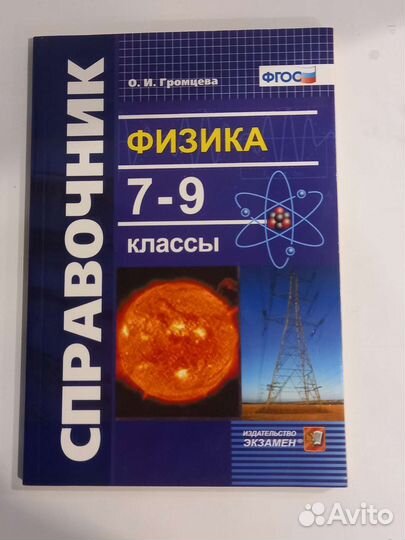 О. И. Громцева
ФГОС
СПРАВОЧНИК
ФИЗИКА
7-9
классы
ИЗДАТЕЛЬСТВО
ЭКЗАМЕН®
Avito